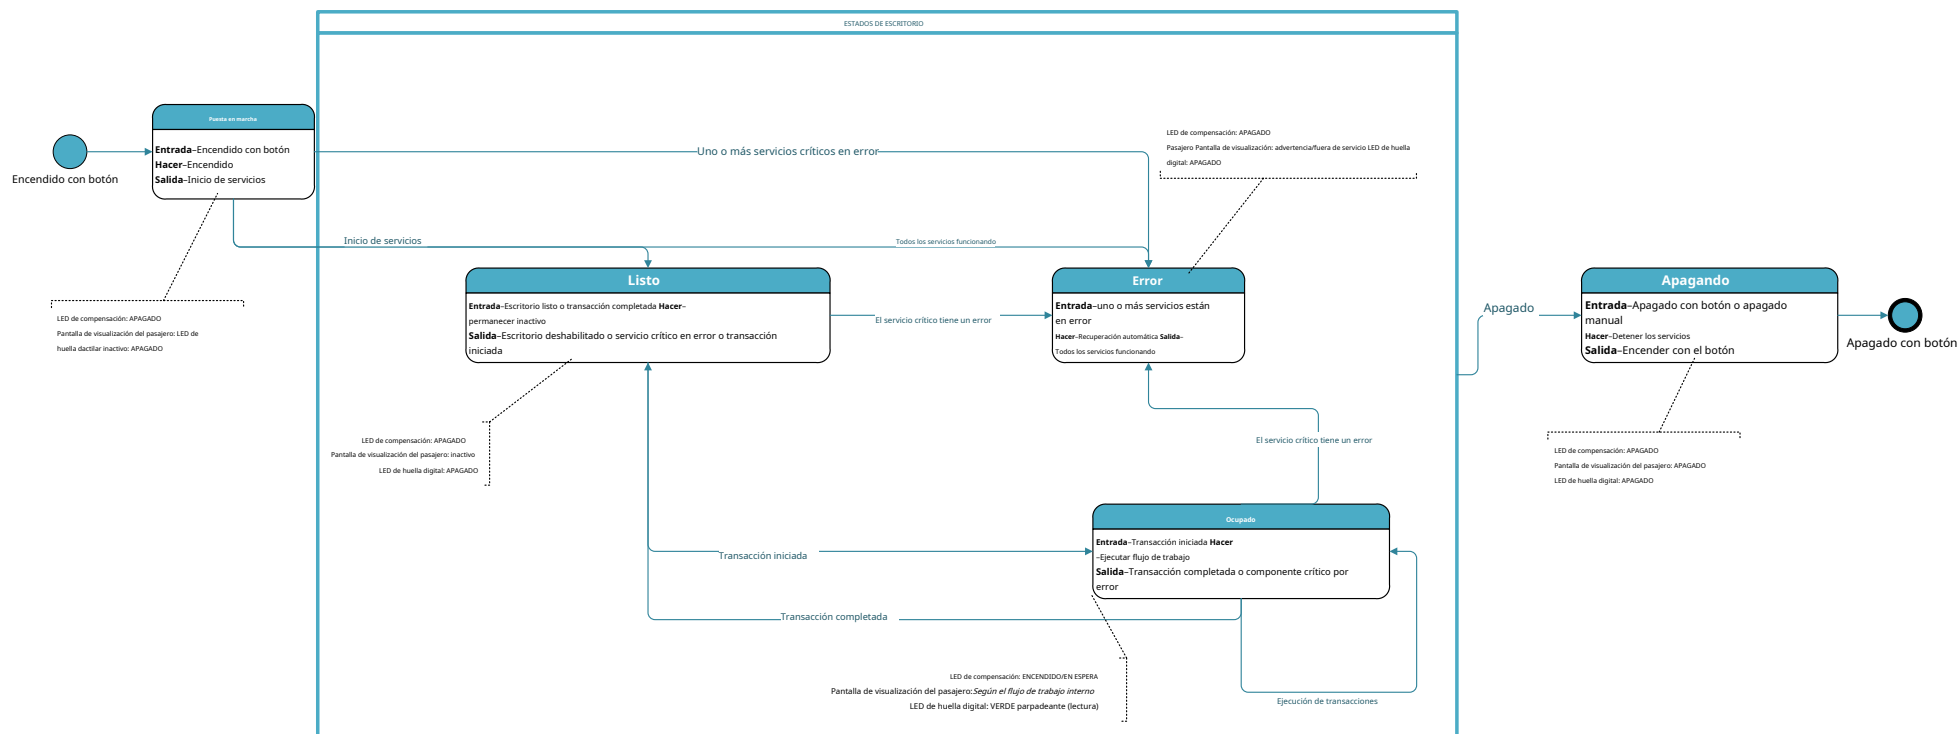 ESTADOS DE ESCRITORIO
Encendido con botón
Puesta en marcha
Entrada–Encendido con botón
Hacer–Encendido
Salida–Inicio de servicios
LED de compensación: APAGADO
Pantalla de visualización del pasajero: LED de
huella dactilar inactivo: APAGADO
Uno o más servicios críticos en error
Inicio de servicios
Todos los servicios funcionando
LED de compensación: APAGADO
Pasajero Pantalla de visualización: advertencia/fuera de servicio LED de huella
digital: APAGADO
Listo
Entrada–Escritorio listo o transacción completada Hacer–
permanecer inactivo
Salida–Escritorio deshabilitado o servicio crítico en error o transacción
iniciada
El servicio crítico tiene un error
Error
Entrada–uno o más servicios están
en error
Hacer–Recuperación automática Salida–
Todos los servicios funcionando
LED de compensación: APAGADO
Pantalla de visualización del pasajero: inactivo
LED de huella digital: APAGADO
El servicio crítico tiene un error
Transacción iniciada
Transacción completada
Ocupado
Entrada–Transacción iniciada Hacer
–Ejecutar flujo de trabajo
Salida–Transacción completada o componente crítico por
error
LED de compensación: ENCENDIDO/EN ESPERA
Pantalla de visualización del pasajero:Según el flujo de trabajo interno
LED de huella digital: VERDE parpadeante (lectura)
Ejecución de transacciones
Apagado
Apagando
Entrada–Apagado con botón o apagado
manual
Hacer–Detener los servicios
Salida–Encender con el botón
Apagado con botón
LED de compensación: APAGADO
Pantalla de visualización del pasajero: APAGADO
LED de huella digital: APAGADO